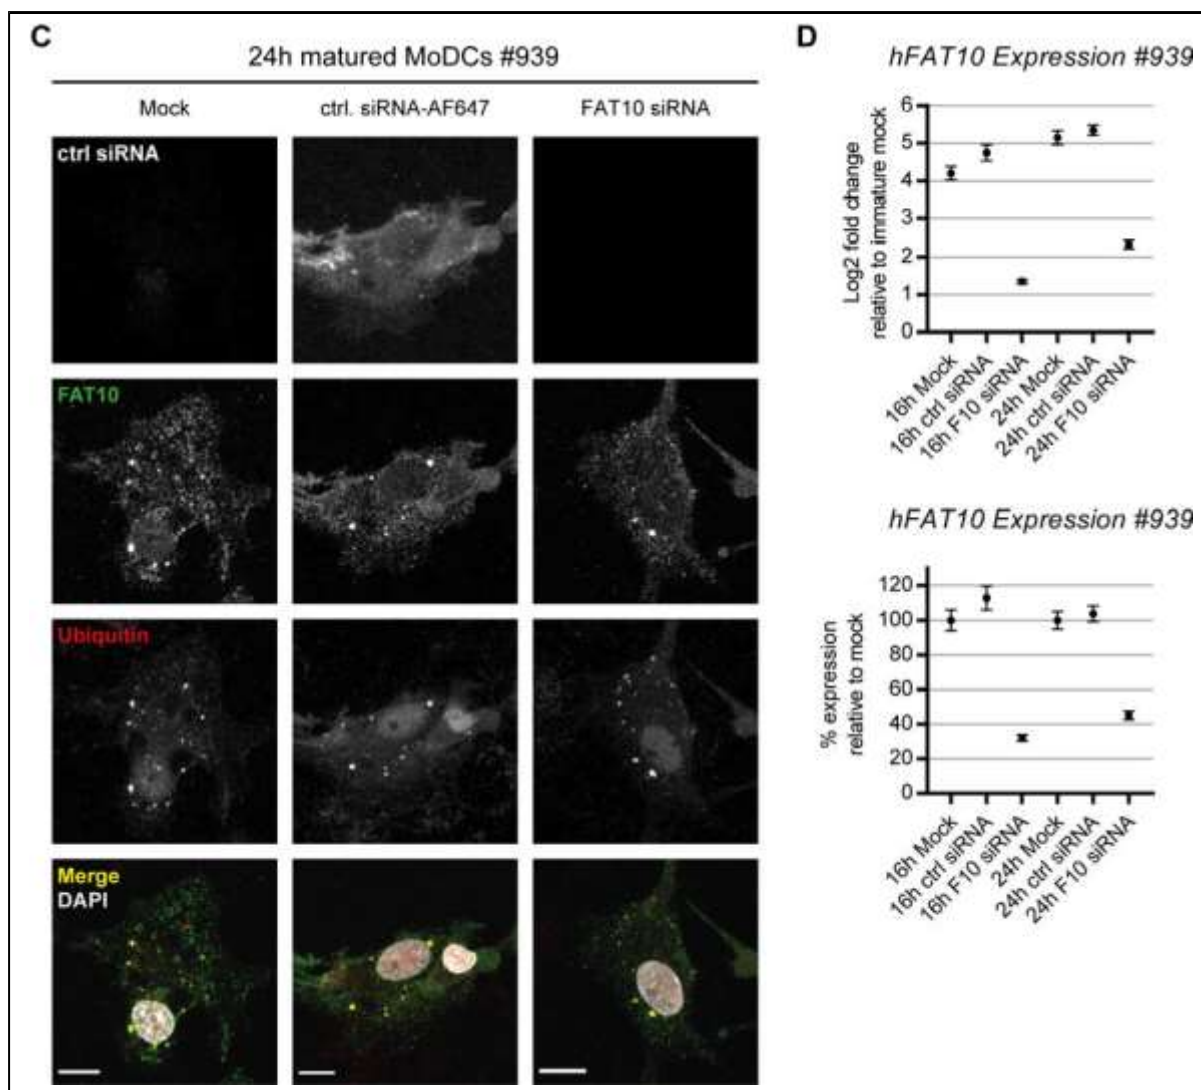 C
24h matured MoDCs #939
Mock
ctrl. siRNA-AF647
FAT10 siRNA
ctrl siRNA
FAT10
Ubiquitin
Merge
DAPI
D
hFAT10 Expression #939
Log2 fold change
relative to immature mock
6
5
4
3
2
1
0
16h Mock
16h ctrl siRNA
16h F10 siRNA
24h Mock
24h ctrl siRNA
24h F10 siRNA
hFAT10 Expression #939
% expression
relative to mock
120
100
80
60
40
20
0
16h Mock
16h ctrl siRNA
16h F10 siRNA
24h Mock
24h ctrl siRNA
24h F10 siRNA